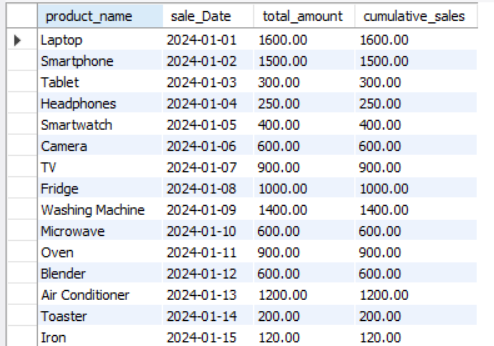 product_name sale_Date total_amount cumulative_sales
Laptop 2024-01-01 1600.00 1600.00
Smartphone 2024-01-02 1500.00 1500.00
Tablet 2024-01-03 300.00 300.00
Headphones 2024-01-04 250.00 250.00
Smartwatch 2024-01-05 400.00 400.00
Camera 2024-01-06 600.00 600.00
TV 2024-01-07 900.00 900.00
Fridge 2024-01-08 1000.00 1000.00
Washing Machine 2024-01-09 1400.00 1400.00
Microwave 2024-01-10 600.00 600.00
Oven 2024-01-11 900.00 900.00
Blender 2024-01-12 600.00 600.00
Air Conditioner 2024-01-13 1200.00 1200.00
Toaster 2024-01-14 200.00 200.00
Iron 2024-01-15 120.00 120.00